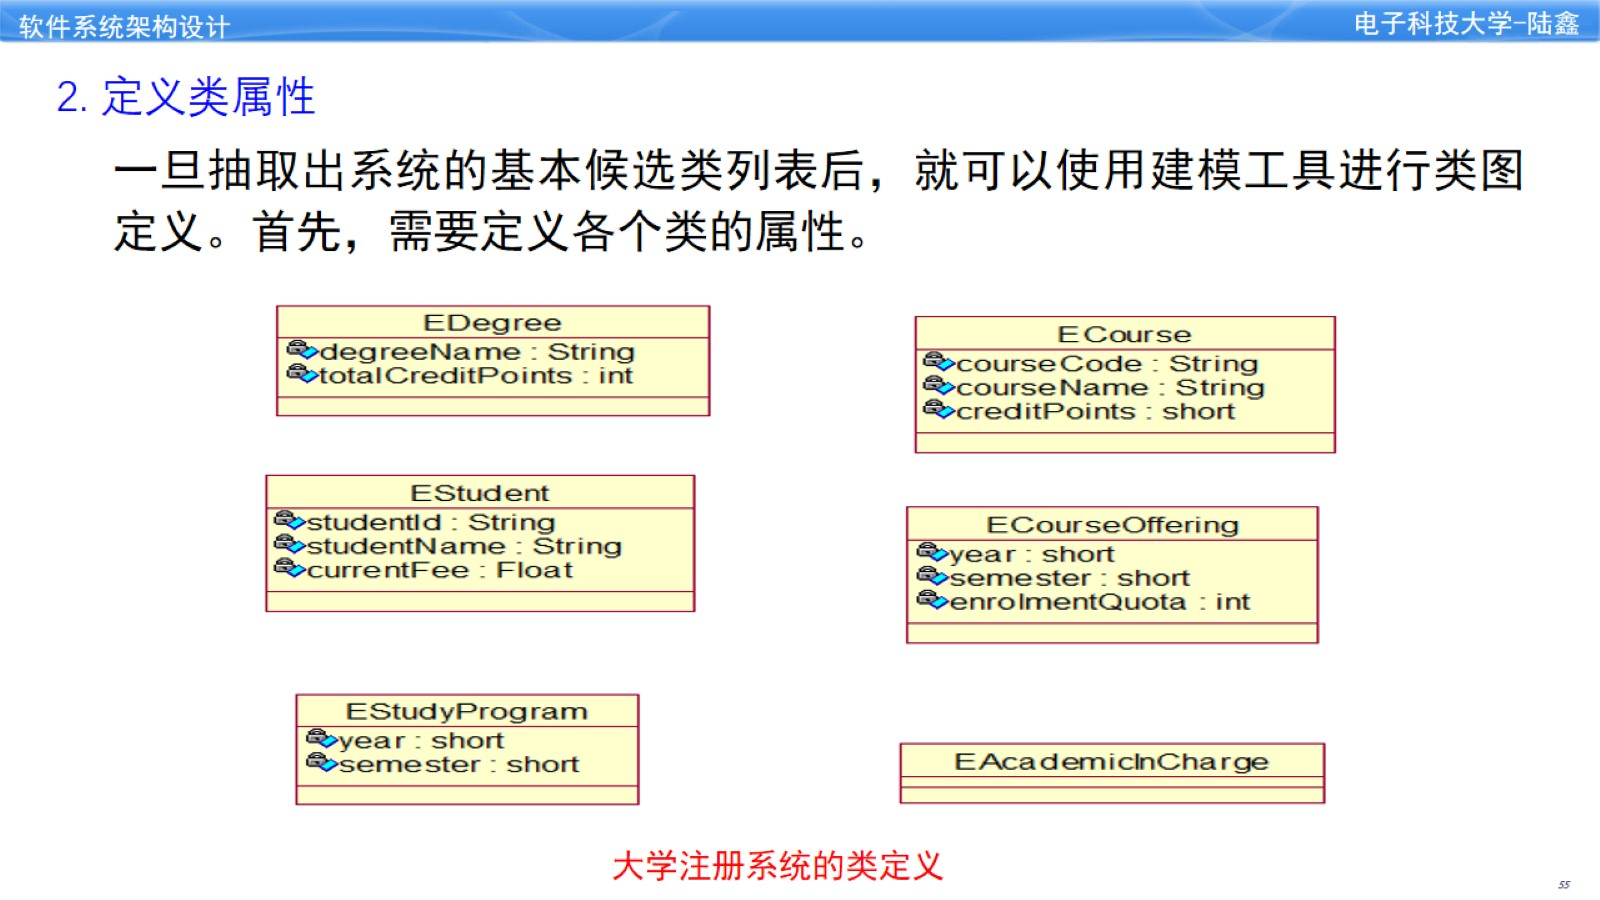 软件系统架构设计
电子科技大学-陆鑫
2. 定义类属性
一旦抽取出系统的基本候选类列表后，就可以使用建模工具进行类图
定义。首先，需要定义各个类的属性。
EDegree
degreeName : String
totalCreditPoints : int
ECourse
courseCode : String
courseName : String
creditPoints : short
EStudent
studentId : String
studentName : String
currentFee : Float
ECourseOffering
year : short
semester : short
enrolmentQuota : int
EStudyProgram
year : short
semester : short
EAcademicInCharge
大学注册系统的类定义
55